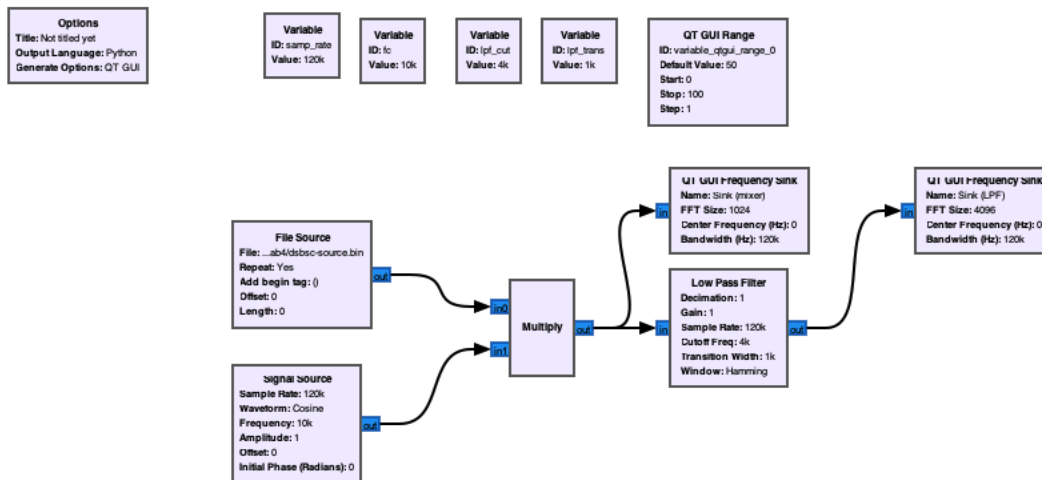 Options
Title: Not titled yet
Output Language: Python
Generate Options: QT GUI
Variable
ID: samp_rate
Value: 120k
Variable
ID: fc
Value: 10k
Variable
ID: lpf_cut
Value: 4k
Variable
ID: lpf_trans
Value: 1k
QT GUI Range
ID: variable_qtgui_range_0
Default Value: 50
Start: 0
Stop: 100
Step: 1
File Source
File: ...ab4/dsbsc-source.bin
Repeat: Yes
Add begin tag: ()
Offset: 0
Length: 0
out
Signal Source
Sample Rate: 120k
Waveform: Cosine
Frequency: 10k
Amplitude: 1
Offset: 0
Initial Phase (Radians): 0
out
in0
in1
Multiply
out
in
QT GUI Frequency Sink
Name: Sink (mixer)
FFT Size: 1024
Center Frequency (Hz): 0
Bandwidth (Hz): 120k
in
Low Pass Filter
Decimation: 1
Gain: 1
Sample Rate: 120k
Cutoff Freq: 4k
Transition Width: 1k
Window: Hamming
out
in
QT GUI Frequency Sink
Name: Sink (LPF)
FFT Size: 4096
Center Frequency (Hz): 0
Bandwidth (Hz): 120k